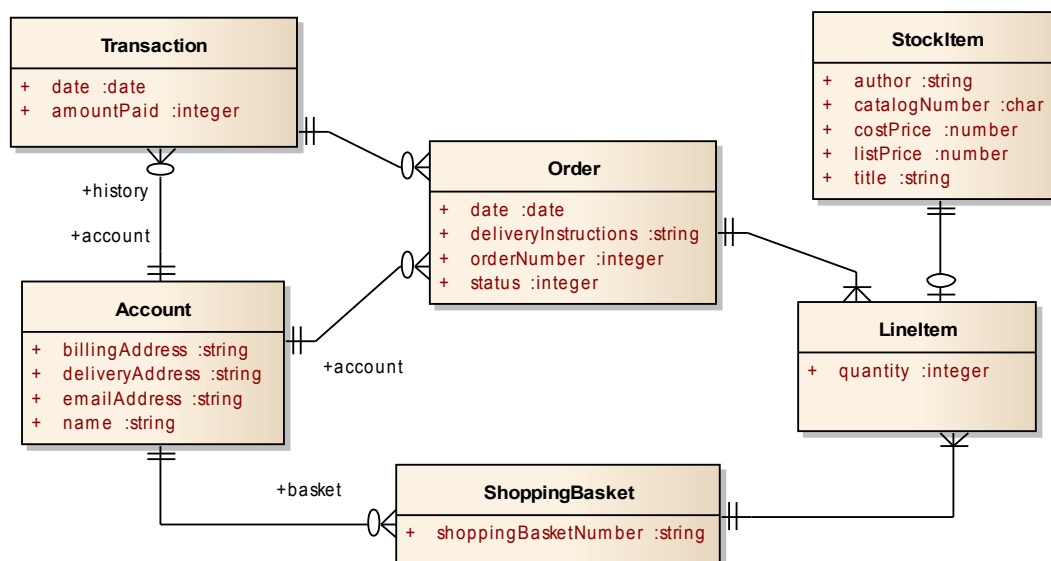 Transaction
+ date :date
+ amountPaid :integer
StockItem
+ author :string
+ catalogNumber :char
+ costPrice :number
+ listPrice :number
+ title :string
Order
+ date :date
+ deliveryInstructions :string
+ orderNumber :integer
+ status :integer
+history
+account
Account
+ billingAddress :string
+ deliveryAddress :string
+ emailAddress :string
+ name :string
+account
LineItem
+ quantity :integer
+basket
ShoppingBasket
+ shoppingBasketNumber :string